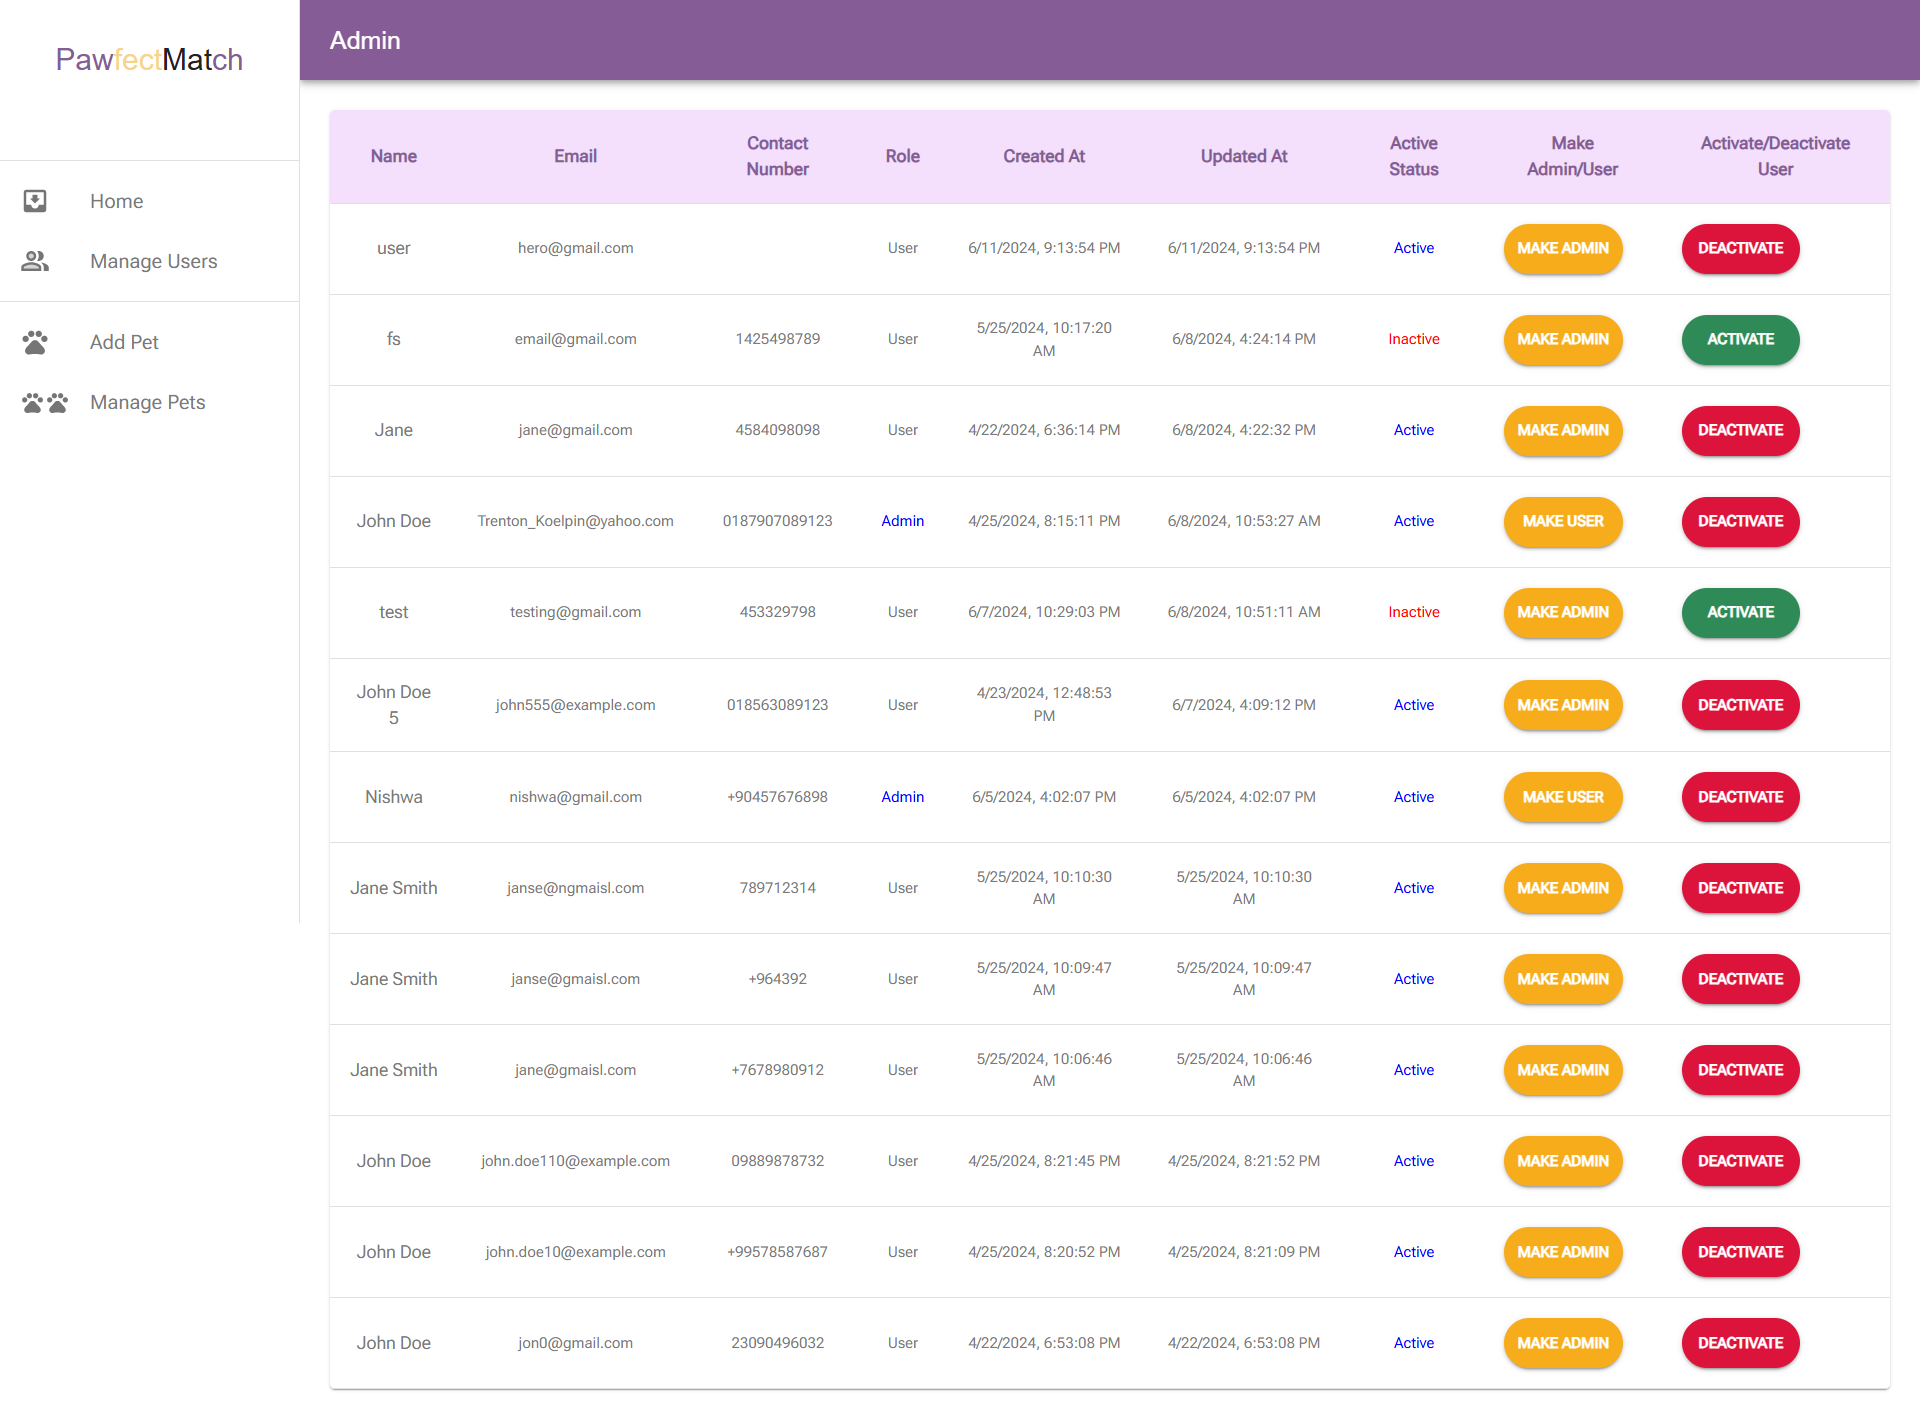 PawfectMatch
Admin
Home
Manage Users
Add Pet
Manage Pets
Name Email Contact Number Role Created At Updated At Active Status Make Admin/User Activate/Deactivate User
user hero@gmail.com User 6/11/2024, 9:13:54 PM 6/11/2024, 9:13:54 PM Active MAKE ADMIN DEACTIVATE
fs email@gmail.com 1425498789 User 5/25/2024, 10:17:20 AM 6/8/2024, 4:24:14 PM Inactive MAKE ADMIN ACTIVATE
Jane jane@gmail.com 4584098098 User 4/22/2024, 6:36:14 PM 6/8/2024, 4:22:32 PM Active MAKE ADMIN DEACTIVATE
John Doe Trenton_Koelpin@yahoo.com 0187907089123 Admin 4/25/2024, 8:15:11 PM 6/8/2024, 10:53:27 AM Active MAKE USER DEACTIVATE
test testing@gmail.com 453329798 User 6/7/2024, 10:29:03 PM 6/8/2024, 10:51:11 AM Inactive MAKE ADMIN ACTIVATE
John Doe 5 john555@example.com 018563089123 User 4/23/2024, 12:48:53 PM 6/7/2024, 4:09:12 PM Active MAKE ADMIN DEACTIVATE
Nishwa nishwa@gmail.com +90457676898 Admin 6/5/2024, 4:02:07 PM 6/5/2024, 4:02:07 PM Active MAKE USER DEACTIVATE
Jane Smith janse@ngmaisl.com 789712314 User 5/25/2024, 10:10:30 AM 5/25/2024, 10:10:30 AM Active MAKE ADMIN DEACTIVATE
Jane Smith janse@gmaisl.com +964392 User 5/25/2024, 10:09:47 AM 5/25/2024, 10:09:47 AM Active MAKE ADMIN DEACTIVATE
Jane Smith jane@gmaisl.com +7678980912 User 5/25/2024, 10:06:46 AM 5/25/2024, 10:06:46 AM Active MAKE ADMIN DEACTIVATE
John Doe john.doe110@example.com 09889878732 User 4/25/2024, 8:21:45 PM 4/25/2024, 8:21:52 PM Active MAKE ADMIN DEACTIVATE
John Doe john.doe10@example.com +99578587687 User 4/25/2024, 8:20:52 PM 4/25/2024, 8:21:09 PM Active MAKE ADMIN DEACTIVATE
John Doe jon0@gmail.com 23090496032 User 4/22/2024, 6:53:08 PM 4/22/2024, 6:53:08 PM Active MAKE ADMIN DEACTIVATE